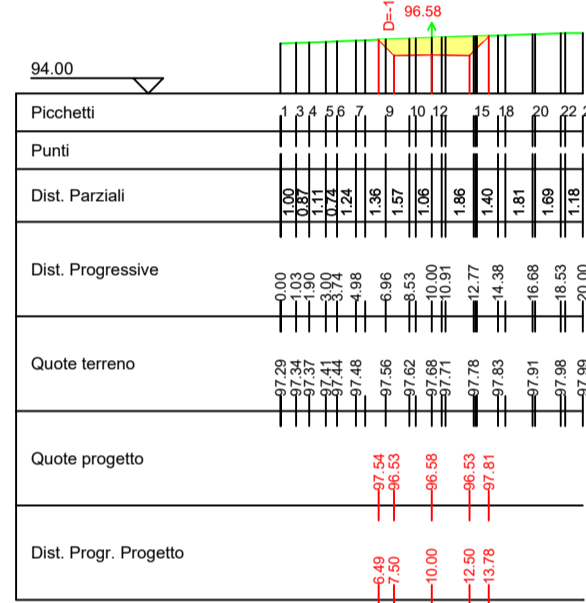 D=-1
96.58
94.00
Picchetti 1 3 4 5 6 7 9 10 12 15 18 20 22
Punti
Dist. Parziali 1.00 0.87 1.11 0.74 1.24 1.36 1.57 1.06 1.86 1.40 1.81 1.69 1.18
Dist. Progressive 0.00 1.03 1.90 3.00 3.74 4.98 6.96 8.53 10.00 10.91 12.77 14.38 16.68 18.53 20.00
Quote terreno 97.29 97.34 97.37 97.41 97.44 97.48 97.56 97.62 97.68 97.71 97.78 97.83 97.91 97.98 97.99
Quote progetto 97.54 96.53 96.58 96.53 97.81
Dist. Progr. Progetto 6.49 7.50 10.00 12.50 13.78